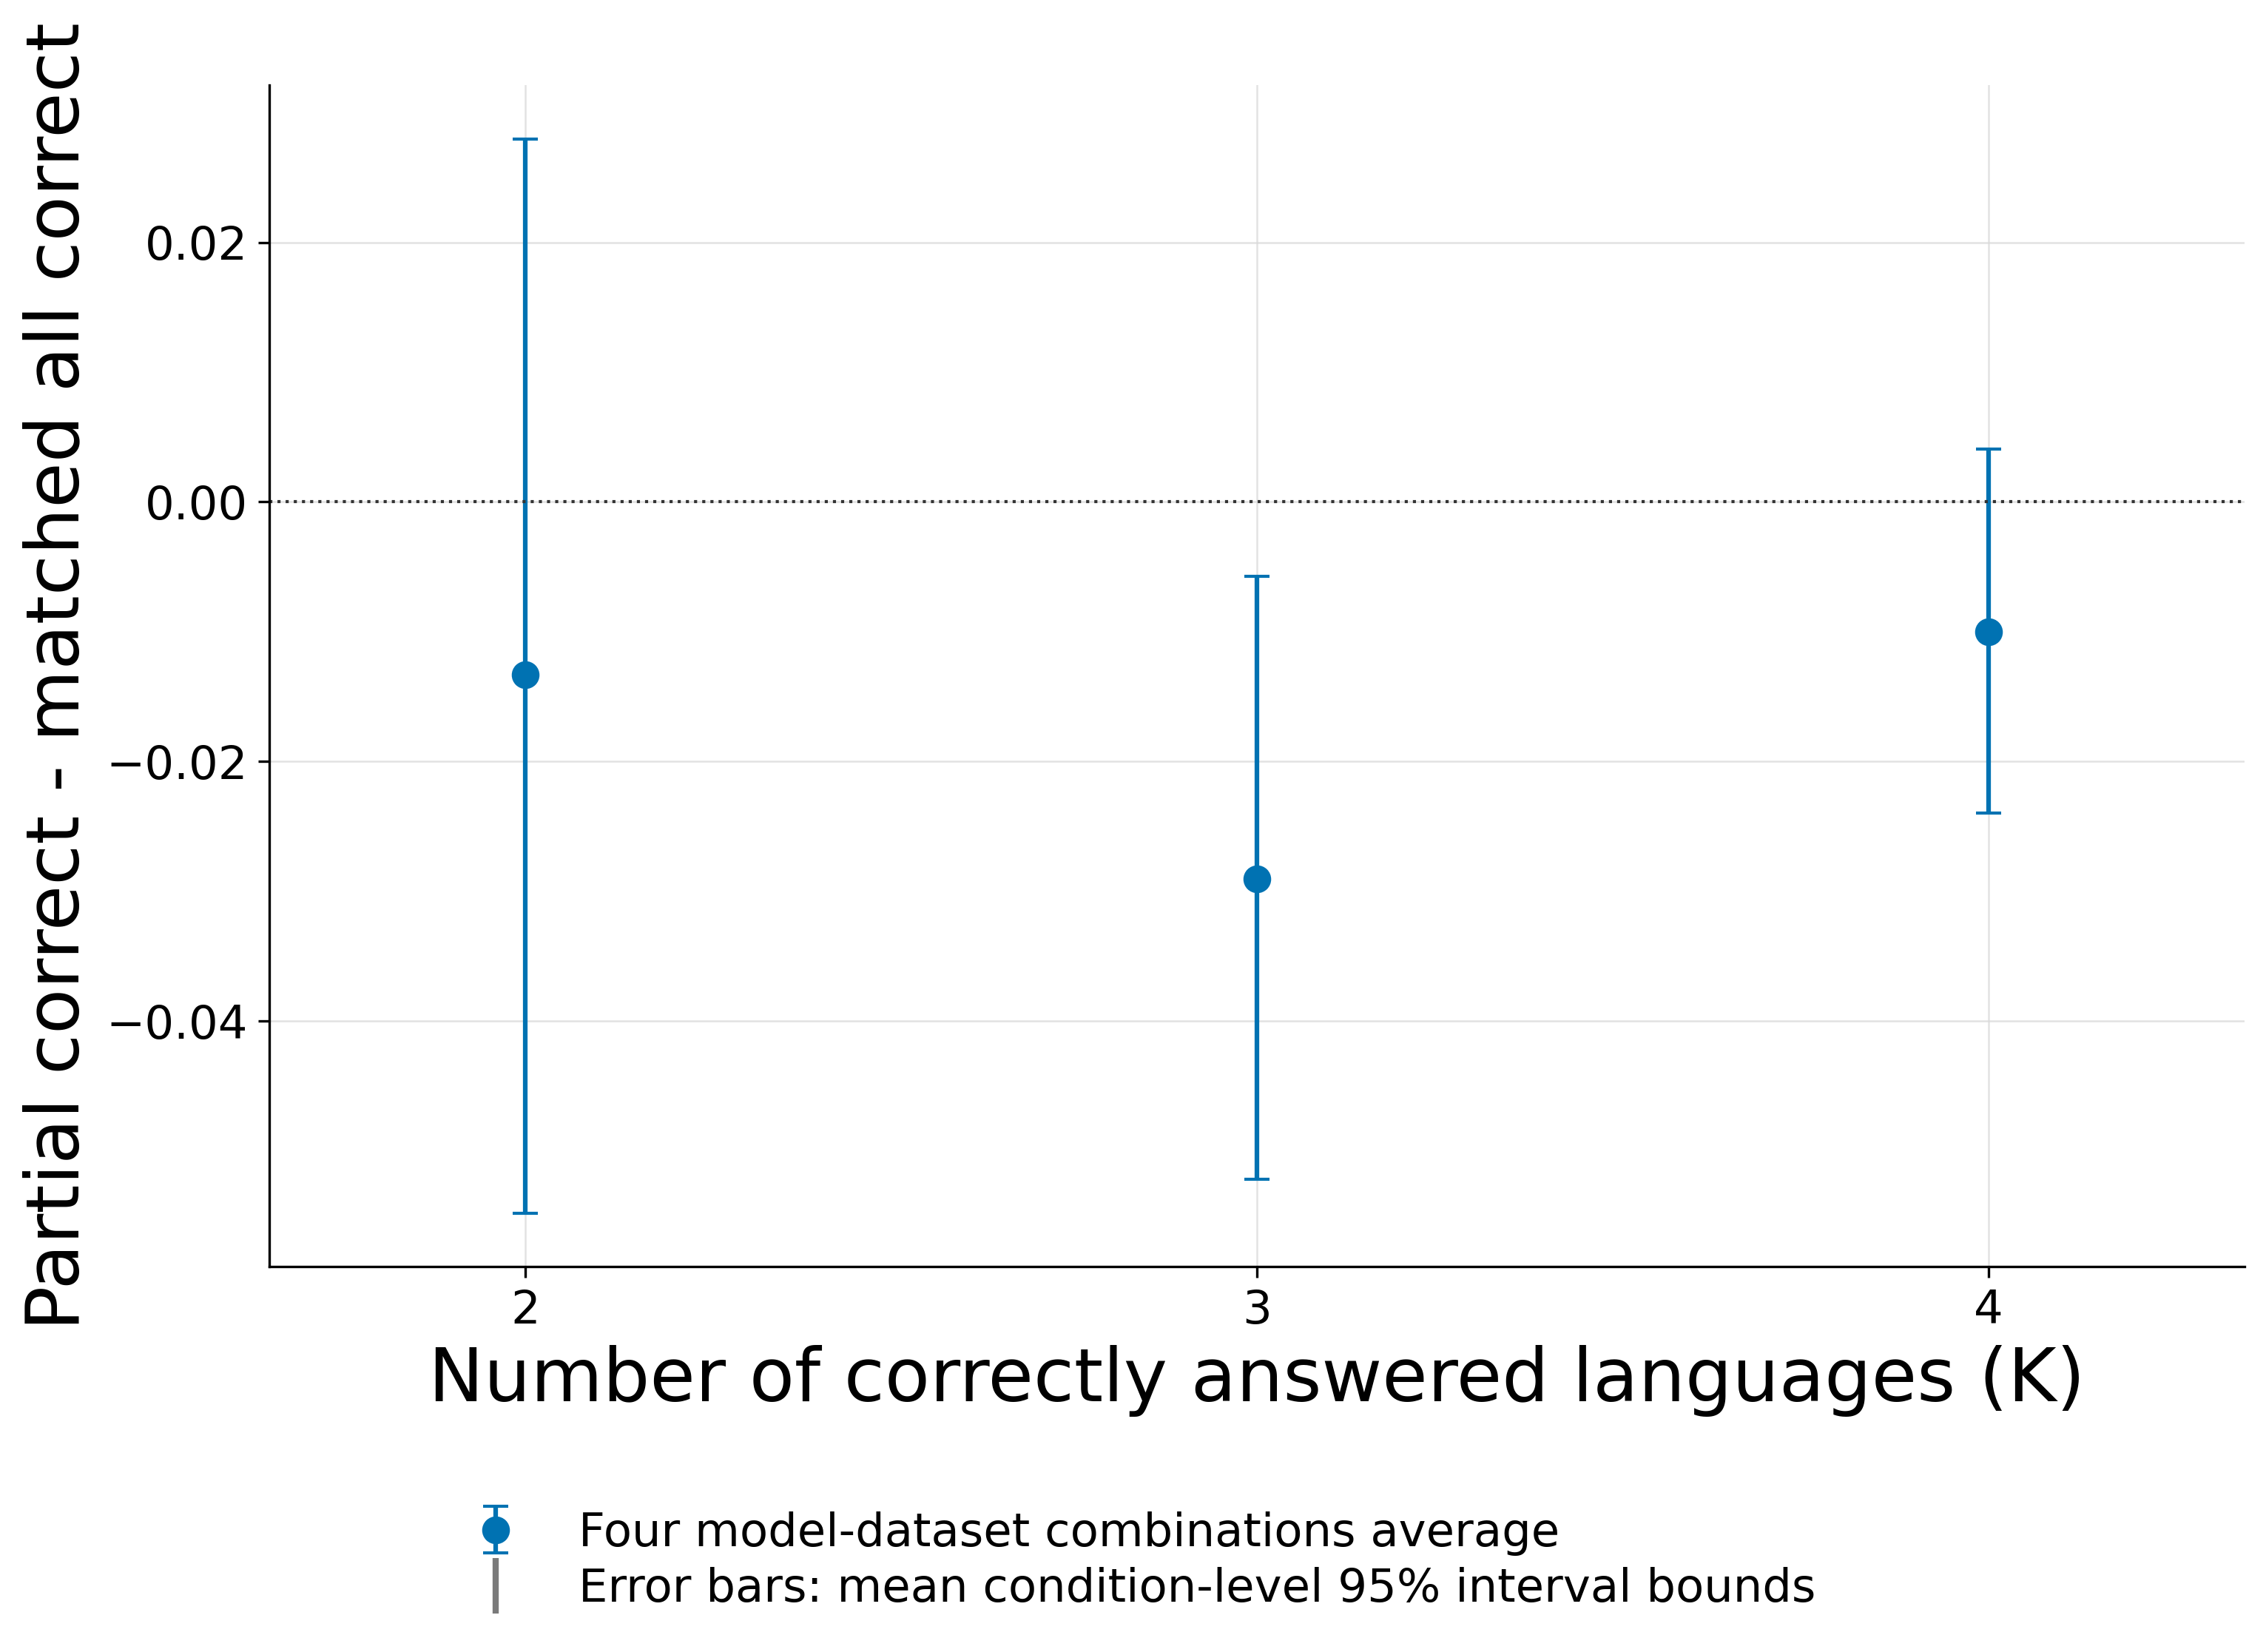 Partial correct - matched all correct
0.02
0.00
−0.02
−0.04
2
3
4
Number of correctly answered languages (K)
Four model-dataset combinations average
Error bars: mean condition-level 95% interval bounds